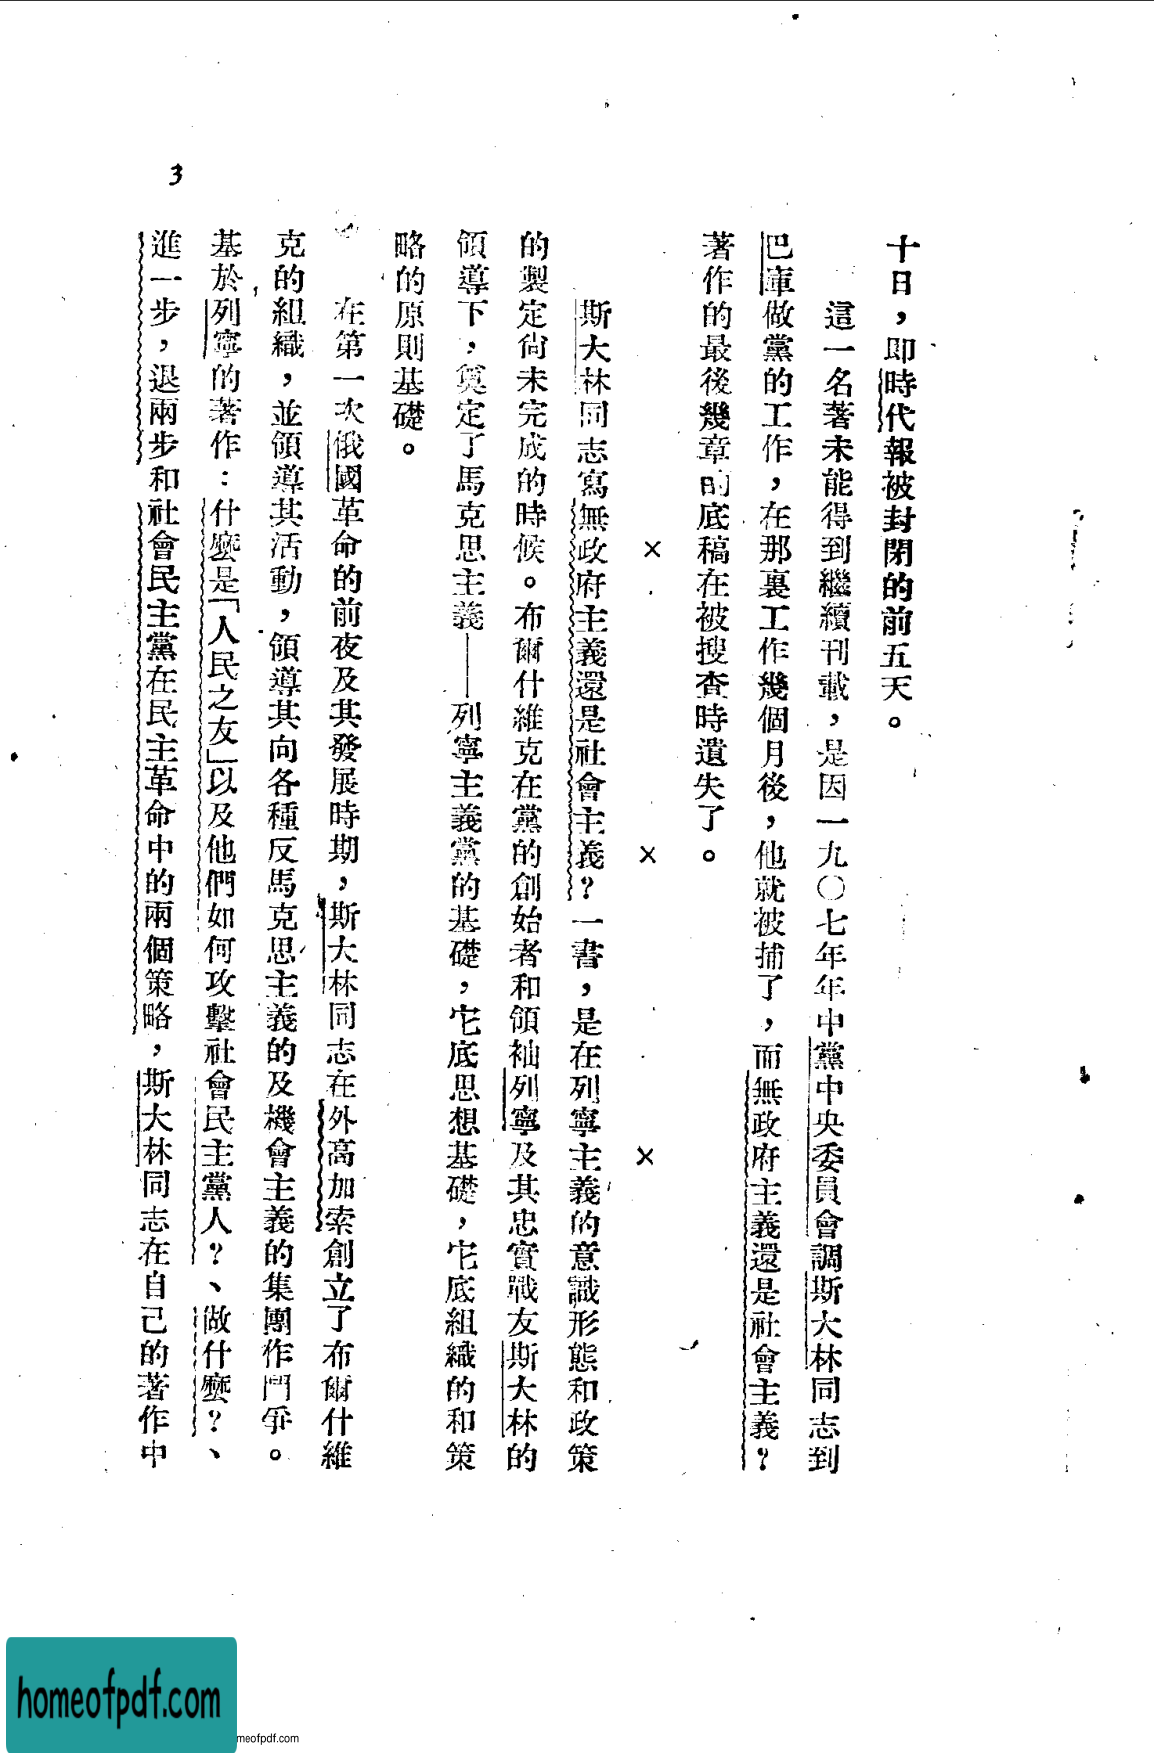 十日，即時代報被封閉的前五天。
這一名著未能得到繼續刊載，是因一九〇七年年中黨中央委員會調斯大林同志到
巴庫做黨的工作，在那裏工作幾個月後，他就被捕了，而無政府主義還是社會主義？
著作的最後幾章的底稿在被搜查時遺失了。
× × ×
斯大林同志寫無政府主義還是社會主義？一書，是在列寧主義的意識形態和政策
的製定尙未完成的時候。布爾什維克在黨的創始者和領袖列寧及其忠實戰友斯大林的
領導下，奠定了馬克思主義——列寧主義黨的基礎，它底思想基礎，它底組織的和策
略的原則基礎。
在第一次俄國革命的前夜及其發展時期，斯大林同志在外高加索創立了布爾什維
克的組織，並領導其活動，領導其向各種反馬克思主義的及機會主義的集團作鬥爭。
基於列寧的著作：什麼是「人民之友」以及他們如何攻擊社會民主黨人？、做什麼？、
進一步，退兩步和社會民主黨在民主革命中的兩個策略，斯大林同志在自己的著作中
3
homeofpdf.com
meofpdf.com